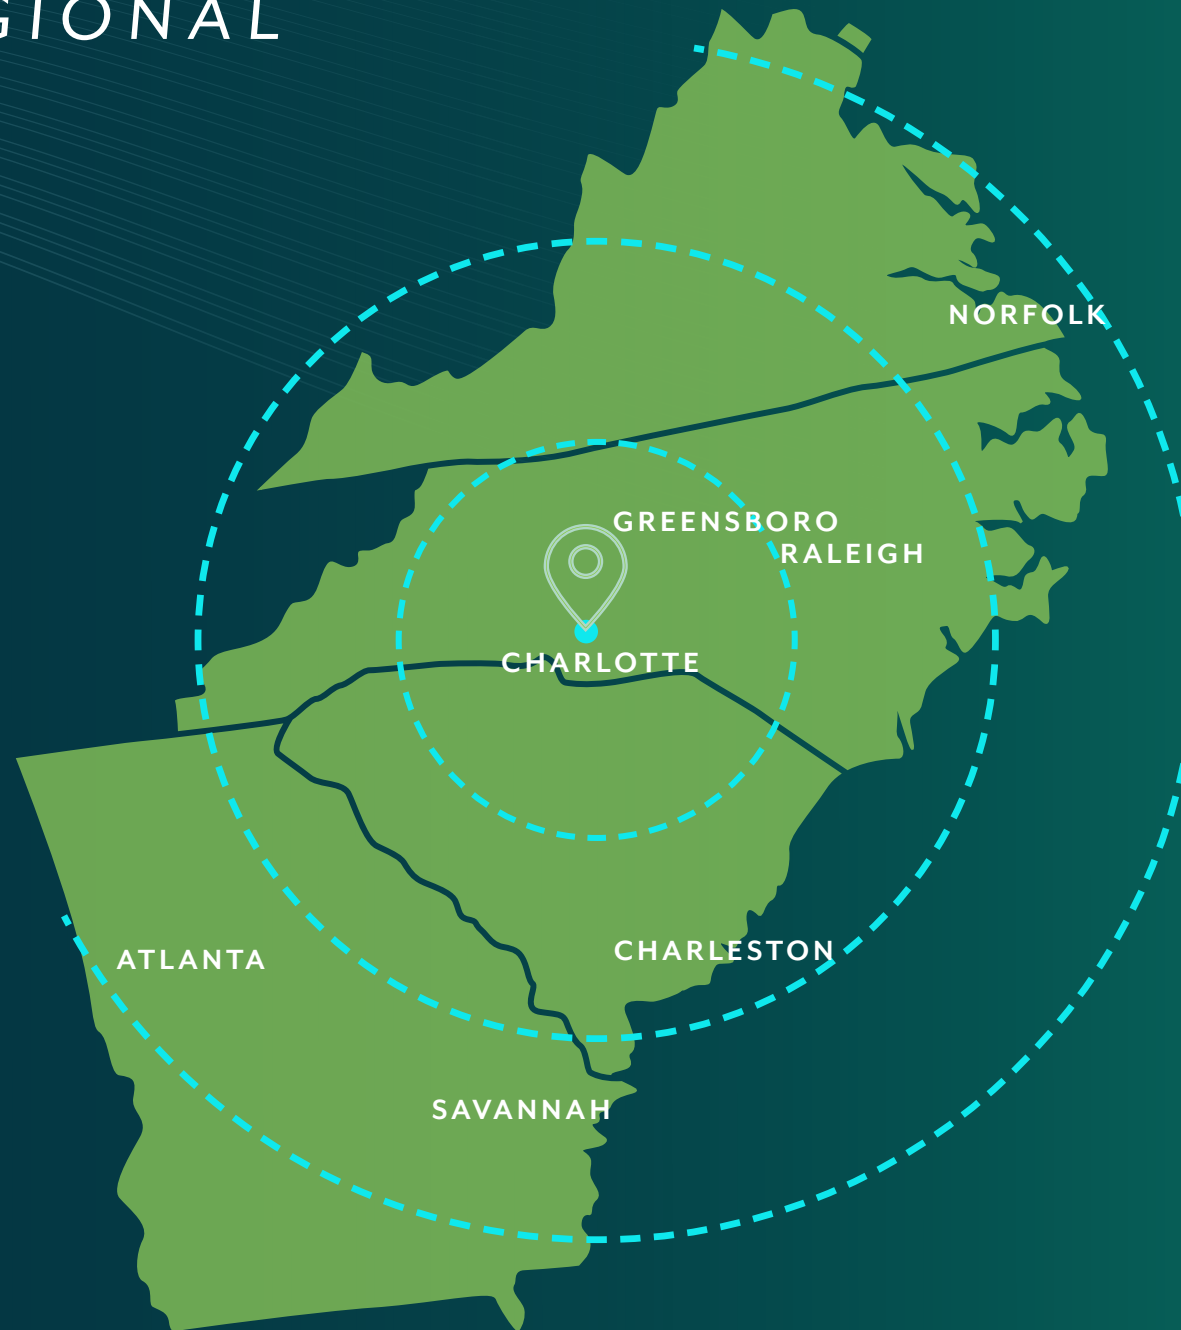 GIONAL
NORFOLK
GREENSBORO
RALEIGH
CHARLOTTE
CHARLESTON
ATLANTA
SAVANNAH